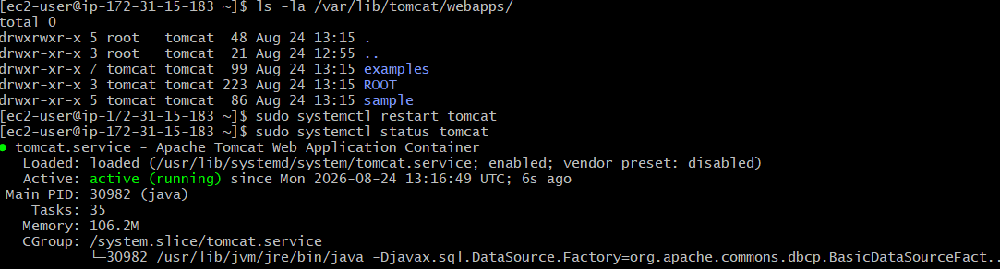 [ec2-user@ip-172-31-15-183 ~]$ ls -la /var/lib/tomcat/webapps/
total 0
drwxrwxr-x 5 root   tomcat  48 Aug 24 13:15 .
drwxr-xr-x 3 root   tomcat  21 Aug 24 12:55 ..
drwxr-xr-x 7 tomcat tomcat  99 Aug 24 13:15 examples
drwxr-xr-x 3 tomcat tomcat 223 Aug 24 13:15 ROOT
drwxr-xr-x 5 tomcat tomcat  86 Aug 24 13:15 sample
[ec2-user@ip-172-31-15-183 ~]$ sudo systemctl restart tomcat
[ec2-user@ip-172-31-15-183 ~]$ sudo systemctl status tomcat
● tomcat.service - Apache Tomcat Web Application Container
   Loaded: loaded (/usr/lib/systemd/system/tomcat.service; enabled; vendor preset: disabled)
   Active: active (running) since Mon 2026-08-24 13:16:49 UTC; 6s ago
 Main PID: 30982 (java)
    Tasks: 35
   Memory: 106.2M
   CGroup: /system.slice/tomcat.service
           └─30982 /usr/lib/jvm/jre/bin/java -Djavax.sql.DataSource.Factory=org.apache.commons.dbcp.BasicDataSourceFact...